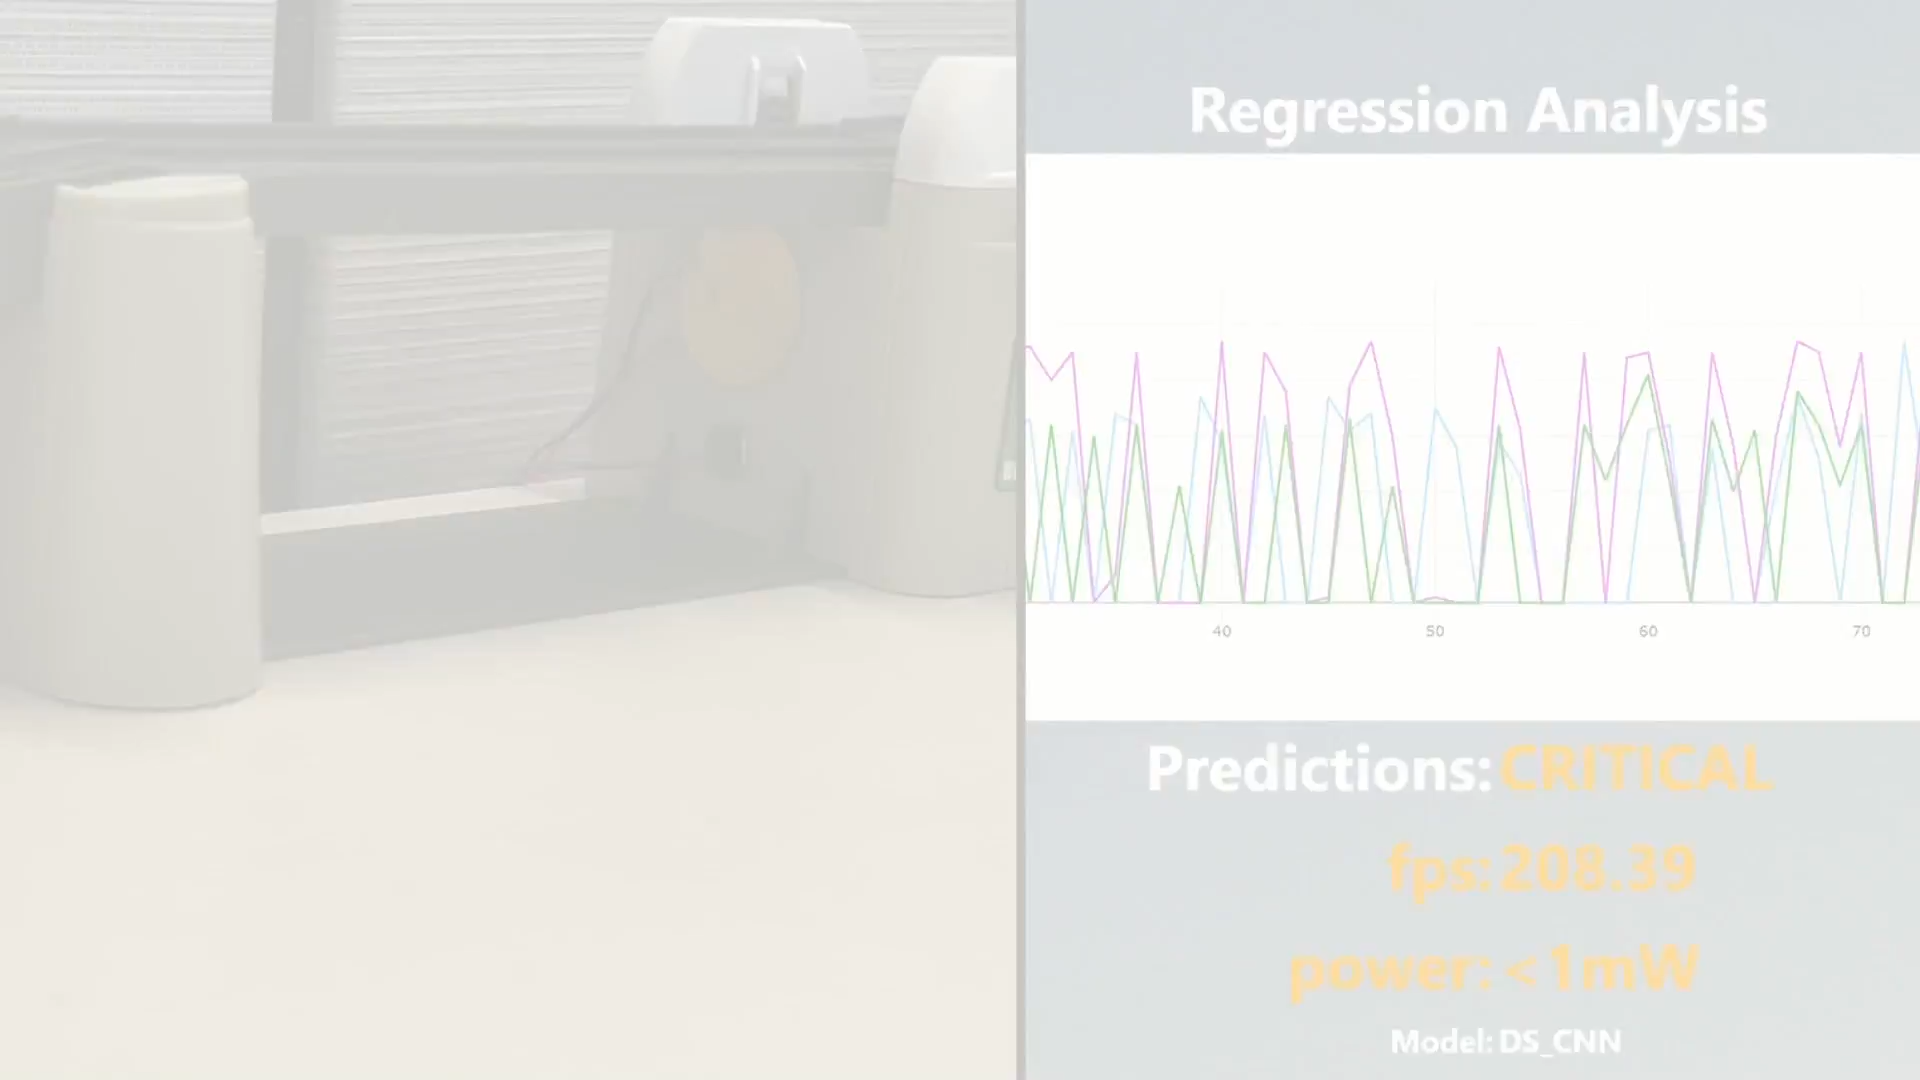 Regression Analysis
40 50 60 70
Predictions: CRITICAL
fps: 208.39
power: < 1mW
Model: DS_CNN